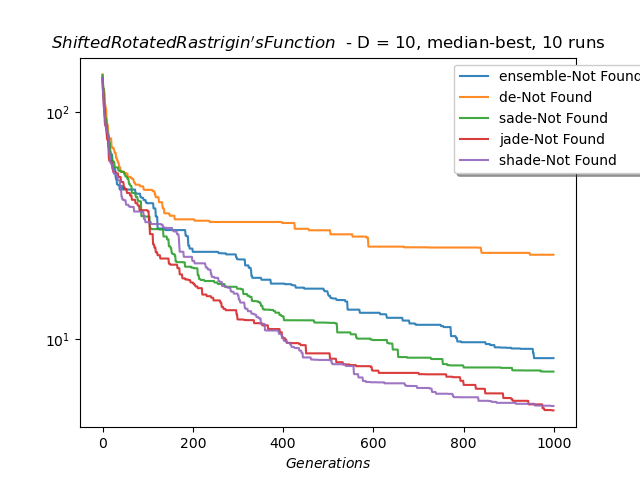 ShiftedRotatedRastrigin'sFunction - D = 10, median-best, 10 runs
ensemble-Not Found
de-Not Found
sade-Not Found
jade-Not Found
shade-Not Found
10²
10¹
0 200 400 600 800 1000
Generations